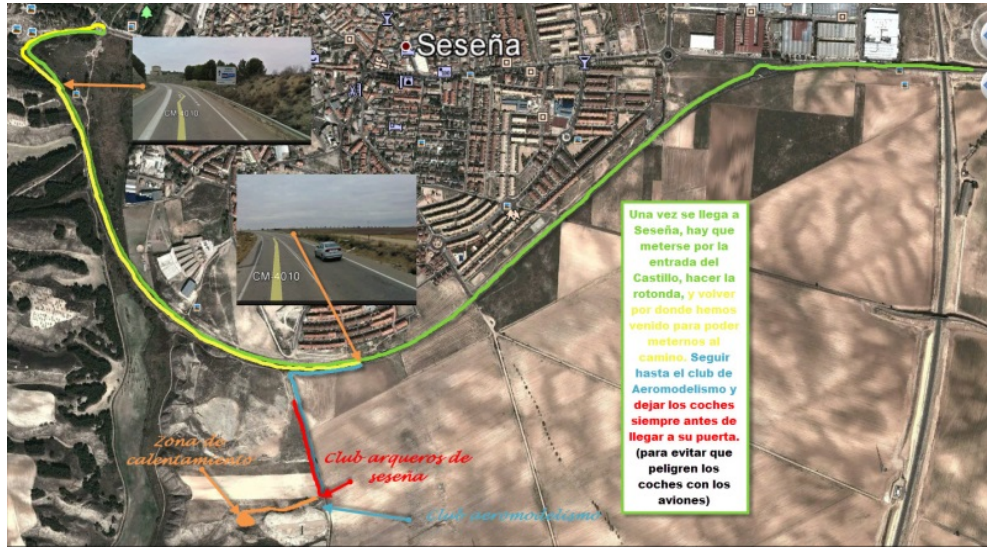 Seseña
CM-4010
CM-4010
Una vez se llega a
Seseña, hay que
meterse por la
entrada del
Castillo, hacer la
rotonda, y volver
por donde hemos
venido para poder
meternos al
camino. Seguir
hasta el club de
Aeromodelismo y
dejar los coches
siempre antes de
llegar a su puerta.
(para evitar que
peligren los
coches con los
aviones)
Zona de
calentamiento
Club arqueros de
seseña
Club aeromodelismo